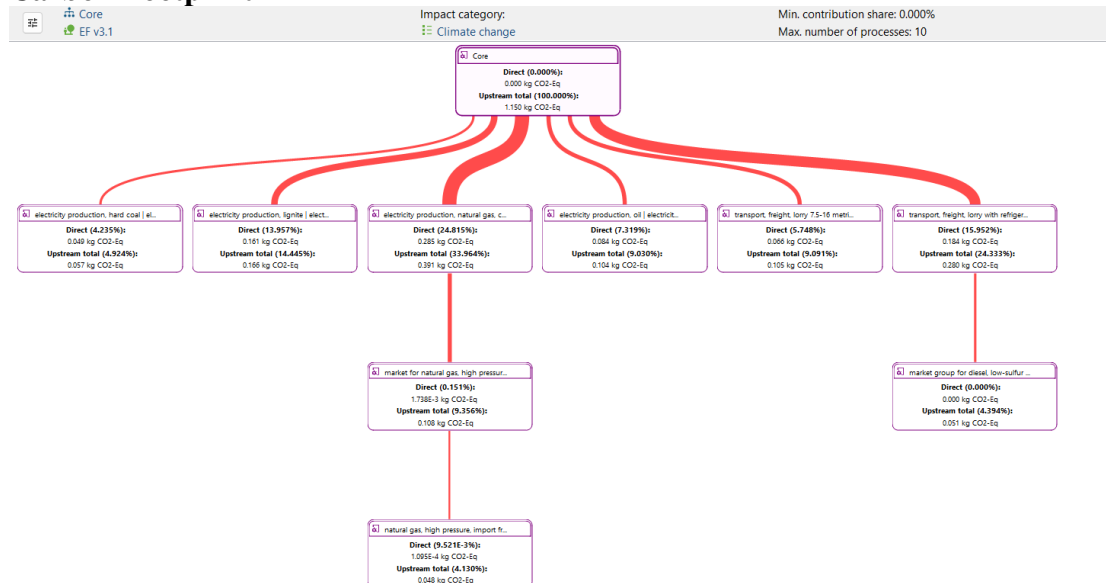 Core
EF v3.1
Impact category:
Climate change
Min. contribution share: 0.000%
Max. number of processes: 10
Core
Direct (0.000%):
0.000 kg CO2-Eq
Upstream total (100.000%):
1.150 kg CO2-Eq
electricity production, hard coal | el...
Direct (4.235%):
0.049 kg CO2-Eq
Upstream total (4.924%):
0.057 kg CO2-Eq
electricity production, lignite | elect...
Direct (13.957%):
0.161 kg CO2-Eq
Upstream total (14.445%):
0.166 kg CO2-Eq
electricity production, natural gas, c...
Direct (24.815%):
0.285 kg CO2-Eq
Upstream total (33.964%):
0.391 kg CO2-Eq
electricity production, oil | electricit...
Direct (7.319%):
0.084 kg CO2-Eq
Upstream total (9.030%):
0.104 kg CO2-Eq
transport, freight, lorry 7.5-16 metri...
Direct (5.748%):
0.066 kg CO2-Eq
Upstream total (9.091%):
0.105 kg CO2-Eq
transport, freight, lorry with refriger...
Direct (15.952%):
0.184 kg CO2-Eq
Upstream total (24.333%):
0.280 kg CO2-Eq
market for natural gas, high pressur...
Direct (0.151%):
1.738E-3 kg CO2-Eq
Upstream total (9.356%):
0.108 kg CO2-Eq
market group for diesel, low-sulfur ...
Direct (0.000%):
0.000 kg CO2-Eq
Upstream total (4.394%):
0.051 kg CO2-Eq
natural gas, high pressure, import fr...
Direct (9.521E-3%):
1.095E-4 kg CO2-Eq
Upstream total (4.130%):
0.048 kg CO2-Eq